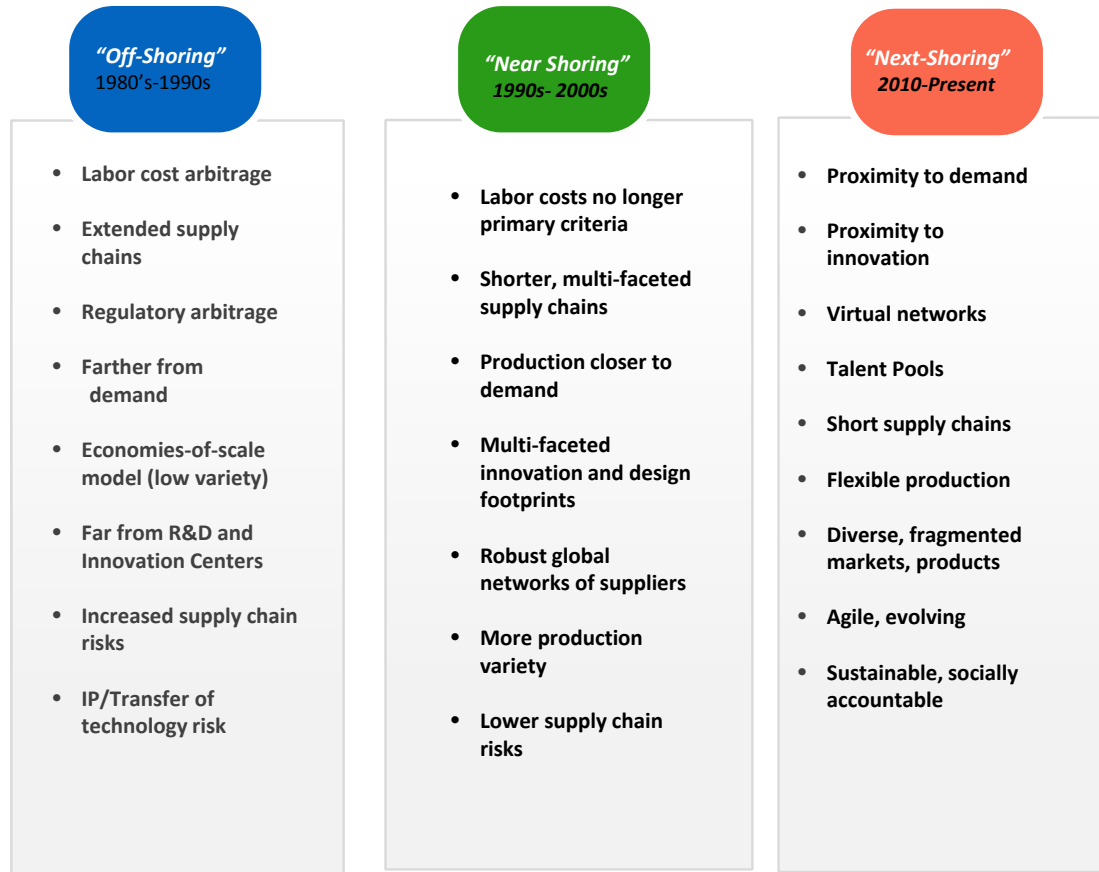 “Off-Shoring”
1980’s-1990s
• Labor cost arbitrage
• Extended supply
chains
• Regulatory arbitrage
• Farther from
demand
• Economies-of-scale
model (low variety)
• Far from R&D and
Innovation Centers
• Increased supply chain
risks
• IP/Transfer of
technology risk
“Near Shoring”
1990s- 2000s
• Labor costs no longer
primary criteria
• Shorter, multi-faceted
supply chains
• Production closer to
demand
• Multi-faceted
innovation and design
footprints
• Robust global
networks of suppliers
• More production
variety
• Lower supply chain
risks
“Next-Shoring”
2010-Present
• Proximity to demand
• Proximity to
innovation
• Virtual networks
• Talent Pools
• Short supply chains
• Flexible production
• Diverse, fragmented
markets, products
• Agile, evolving
• Sustainable, socially
accountable